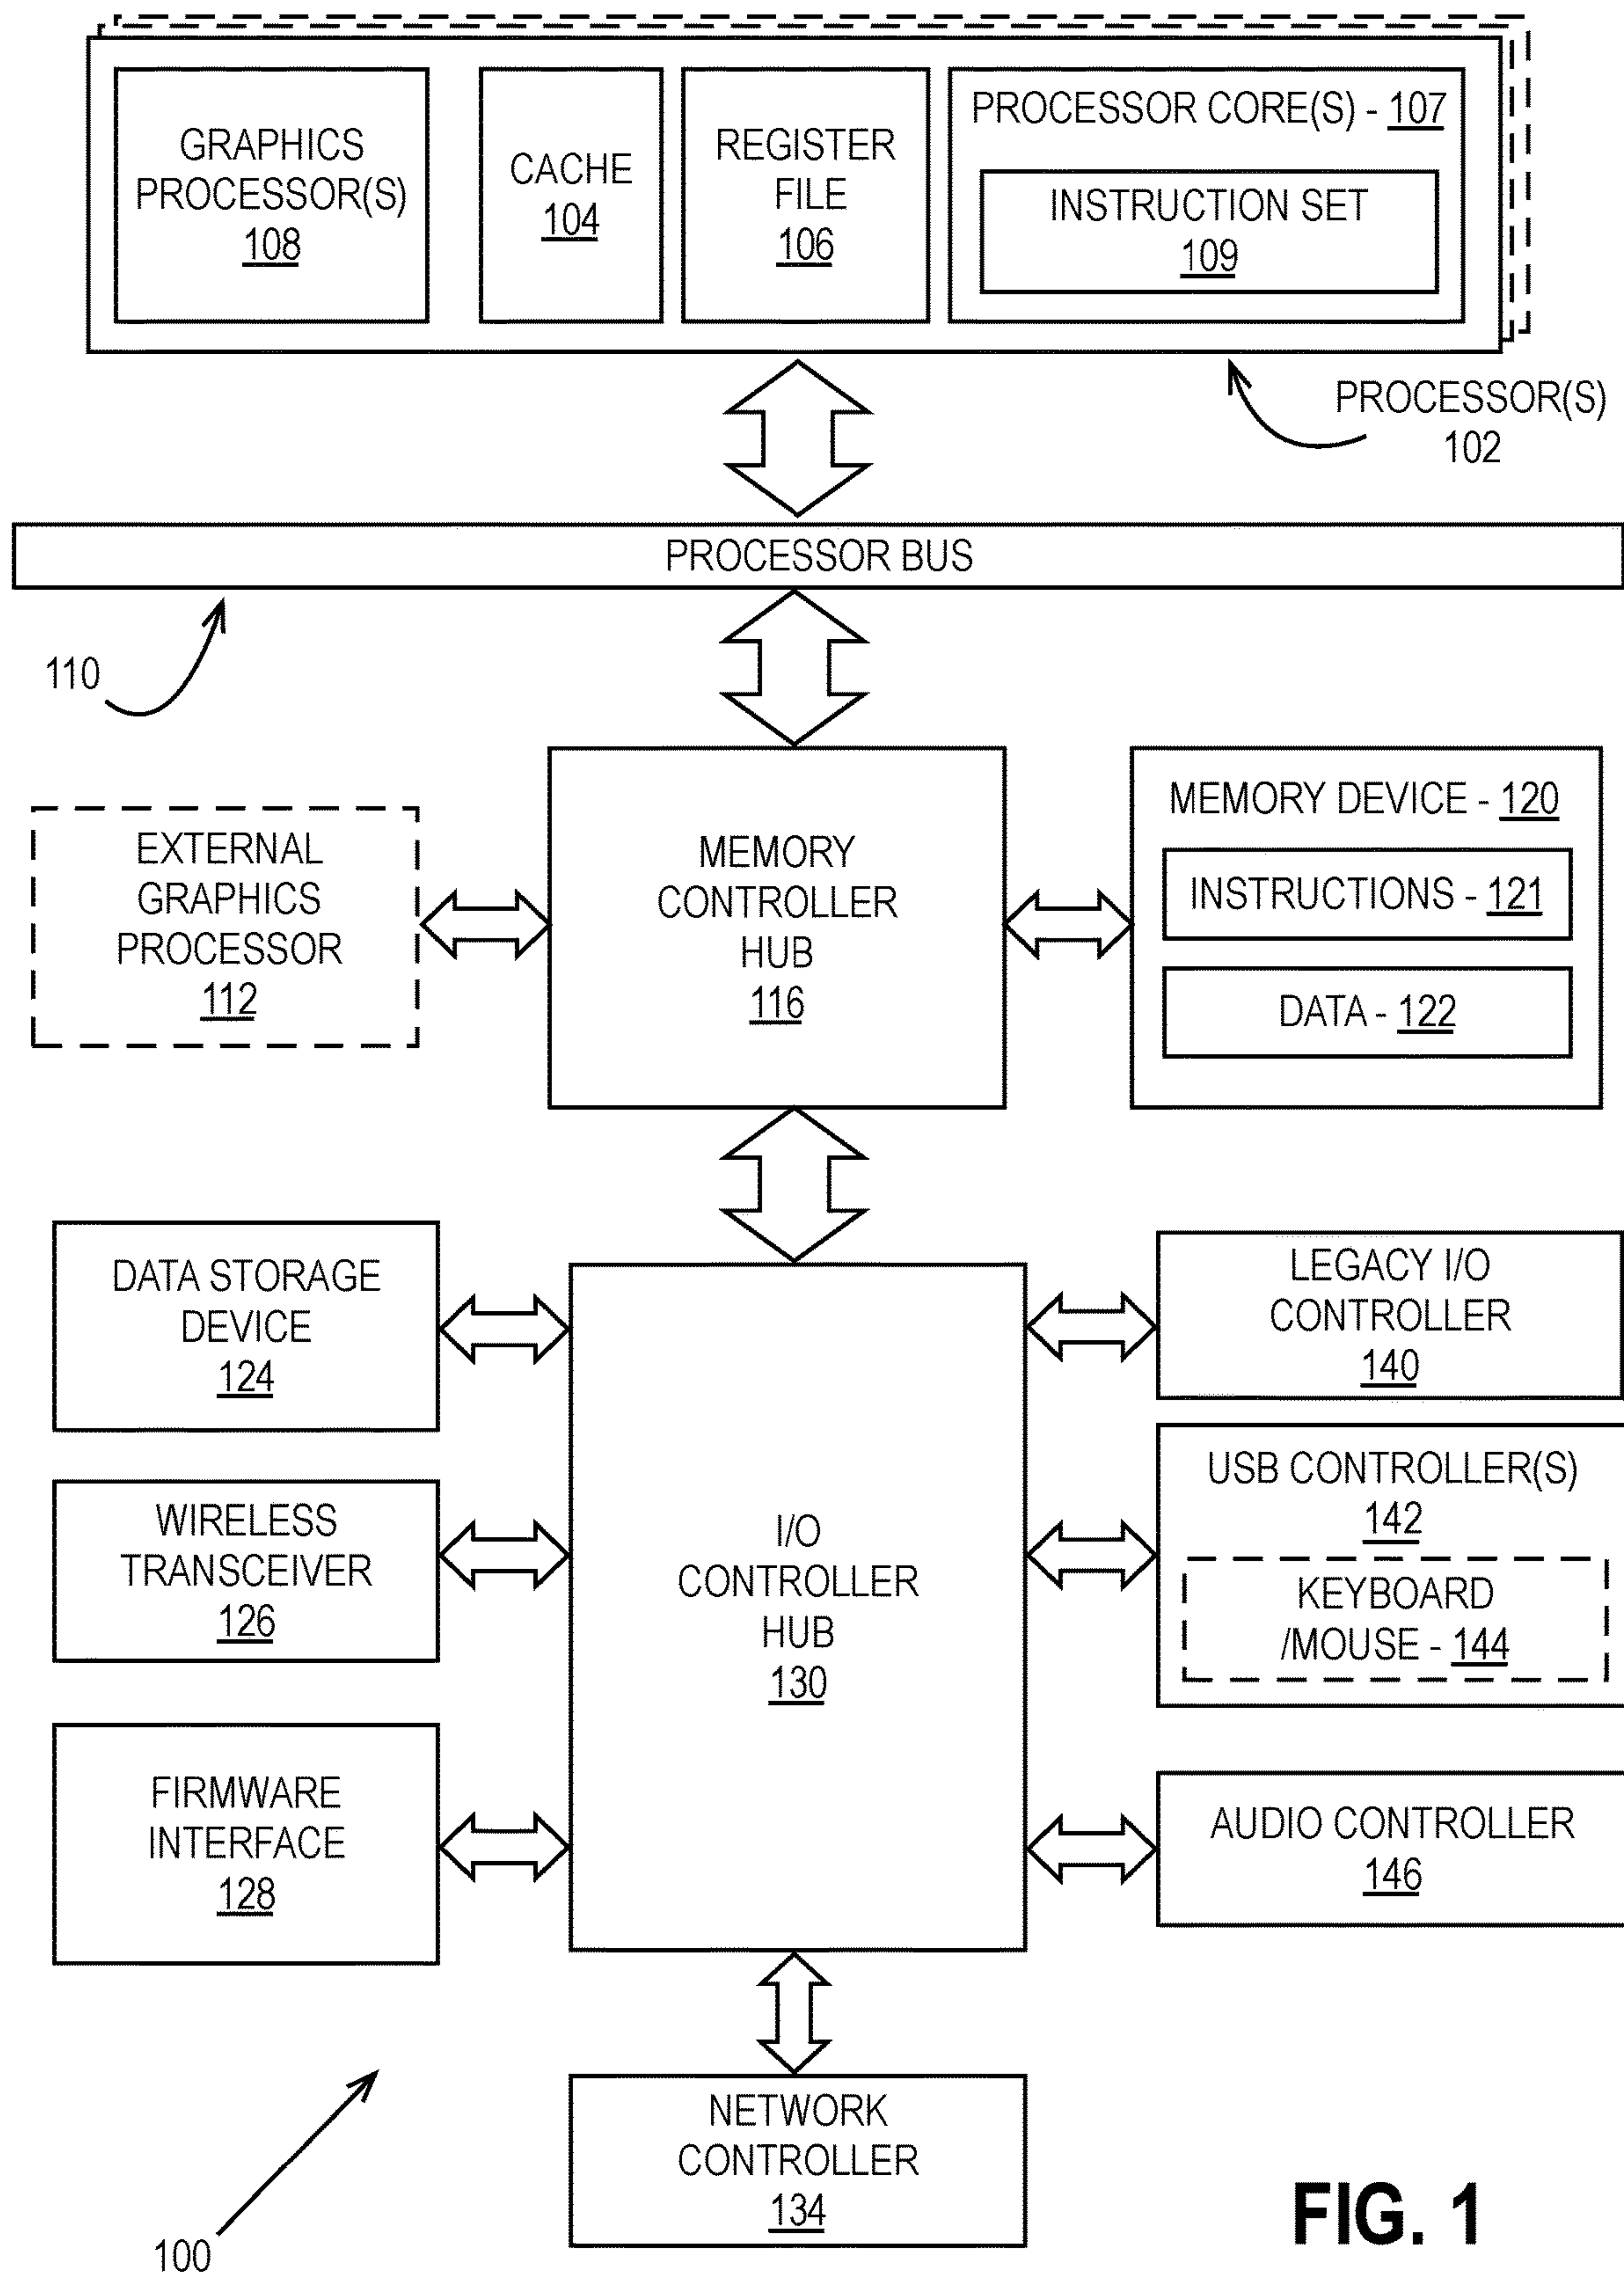 GRAPHICS
PROCESSOR(S)
108
CACHE
104
REGISTER
FILE
106
PROCESSOR CORE(S) - 107
INSTRUCTION SET
109
PROCESSOR(S)
102
PROCESSOR BUS
110
EXTERNAL
GRAPHICS
PROCESSOR
112
MEMORY
CONTROLLER
HUB
116
MEMORY DEVICE - 120
INSTRUCTIONS - 121
DATA - 122
DATA STORAGE
DEVICE
124
WIRELESS
TRANSCEIVER
126
FIRMWARE
INTERFACE
128
I/O
CONTROLLER
HUB
130
LEGACY I/O
CONTROLLER
140
USB CONTROLLER(S)
142
KEYBOARD
/MOUSE - 144
AUDIO CONTROLLER
146
NETWORK
CONTROLLER
134
100
FIG. 1